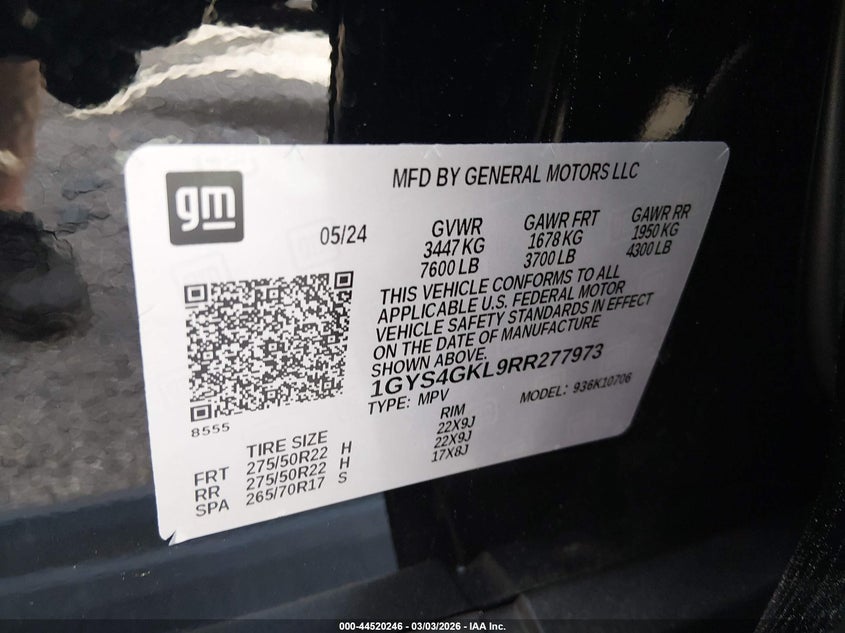 gm
MFD BY GENERAL MOTORS LLC
05/24
GVWR
3447 KG
7600 LB
GAWR FRT
1678 KG
3700 LB
GAWR RR
1950 KG
4300 LB
THIS VEHICLE CONFORMS TO ALL
APPLICABLE U.S. FEDERAL MOTOR
VEHICLE SAFETY STANDARDS IN EFFECT
ON THE DATE OF MANUFACTURE
SHOWN ABOVE.
1GYS4GKL9RR277973
TYPE: MPV
MODEL: 936K10706
8555
TIRE SIZE RIM
FRT 275/50R22 H 22X9J
RR 275/50R22 H 22X9J
SPA 265/70R17 S 17X8J
000-44520246 - 03/03/2026 - IAA Inc.